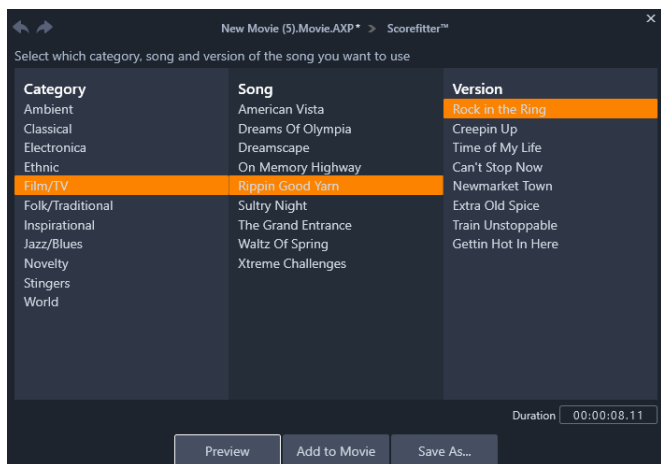 New Movie (5).Movie.AXP* > Scorefitter™
×
Select which category, song and version of the song you want to use
Category
Ambient
Classical
Electronica
Ethnic
Film/TV
Folk/Traditional
Inspirational
Jazz/Blues
Novelty
Stingers
World
Song
American Vista
Dreams Of Olympia
Dreamscape
On Memory Highway
Rippin Good Yarn
Sultry Night
The Grand Entrance
Waltz Of Spring
Xtreme Challenges
Version
Rock in the Ring
Creepin Up
Time of My Life
Can't Stop Now
Newmarket Town
Extra Old Spice
Train Unstoppable
Gettin Hot In Here
Duration 00:00:08.11
Preview Add to Movie Save As...